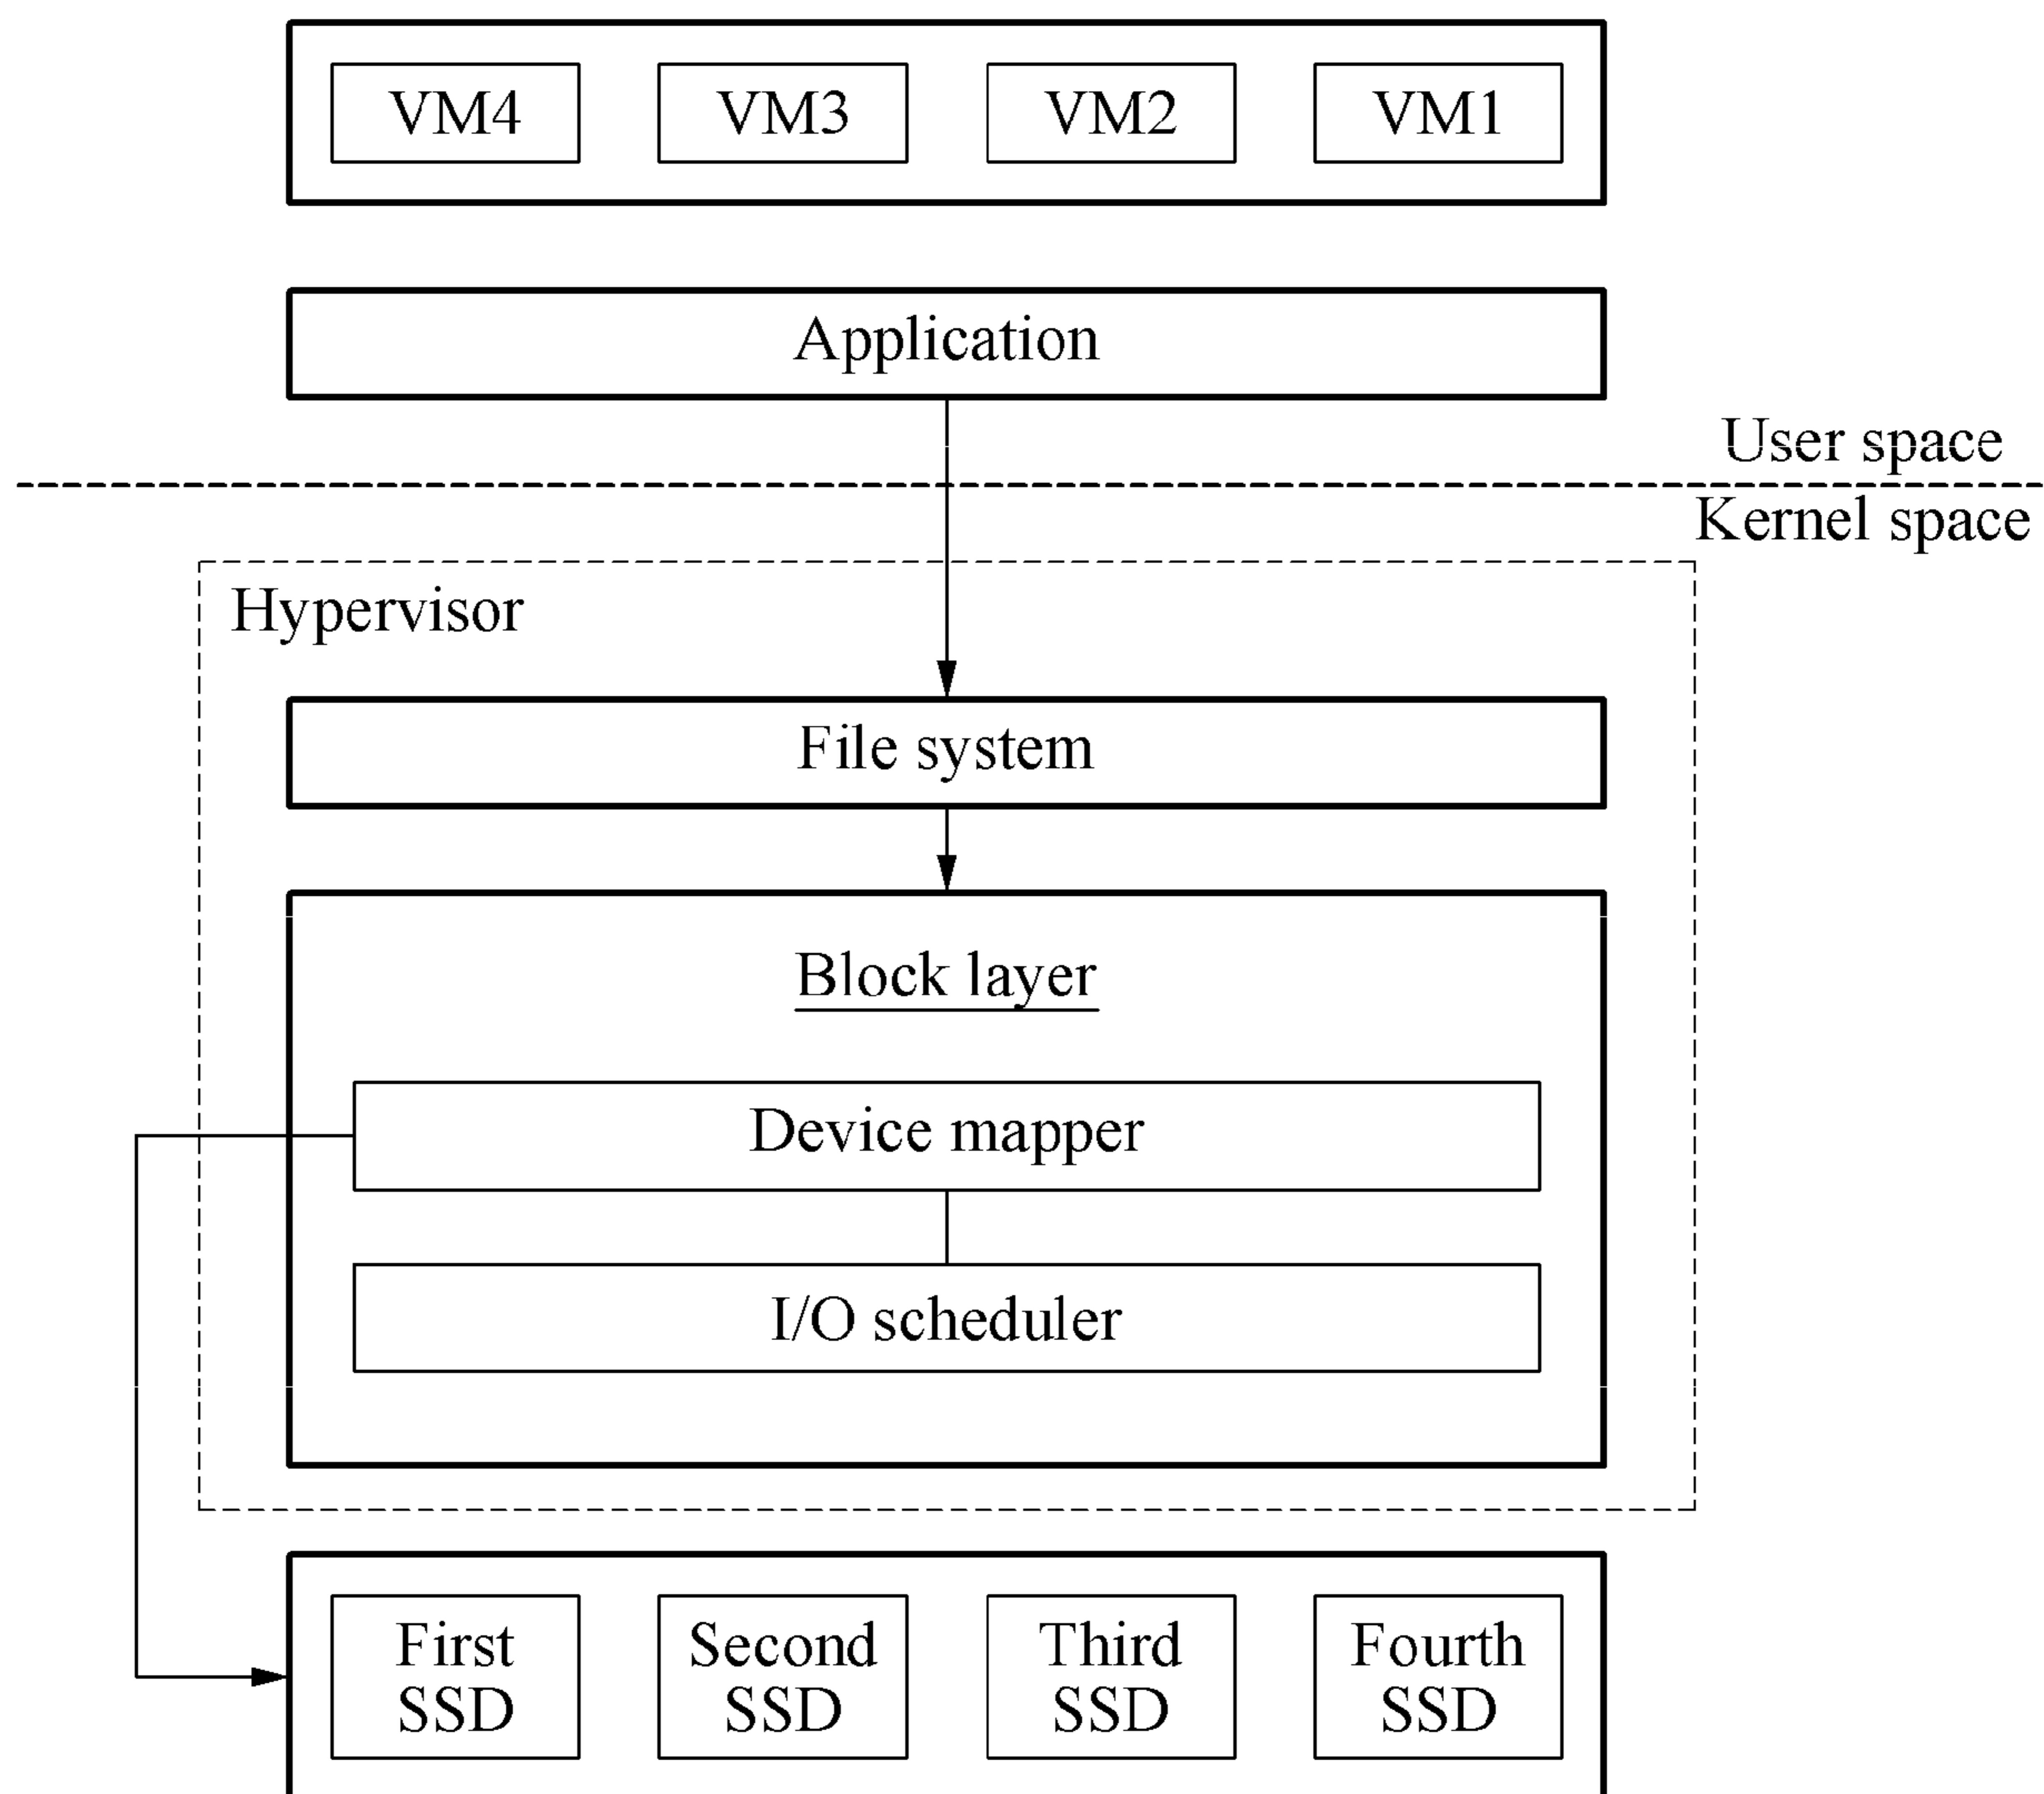 VM4 VM3 VM2 VM1
Application
User space
Kernel space
Hypervisor
File system
Block layer
Device mapper
I/O scheduler
First SSD
Second SSD
Third SSD
Fourth SSD